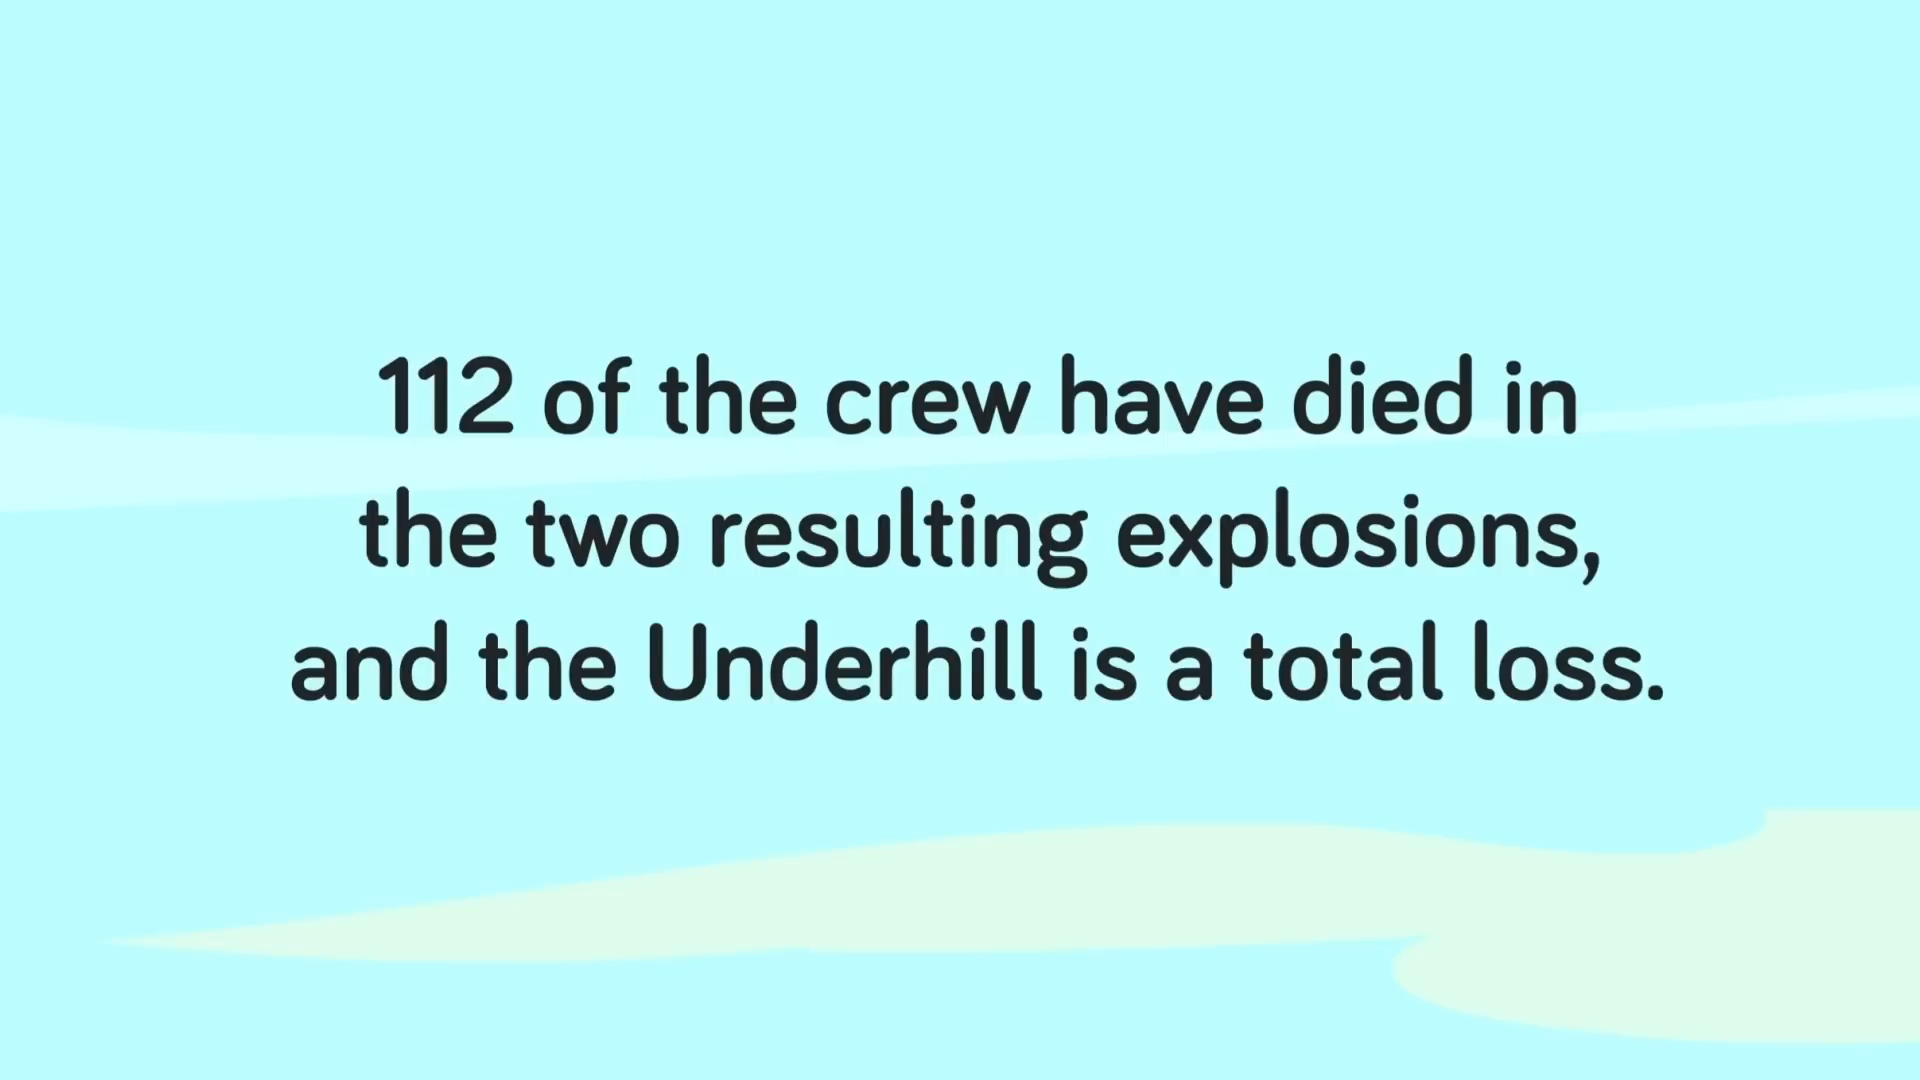 112 of the crew have died in
the two resulting explosions,
and the Underhill is a total loss.